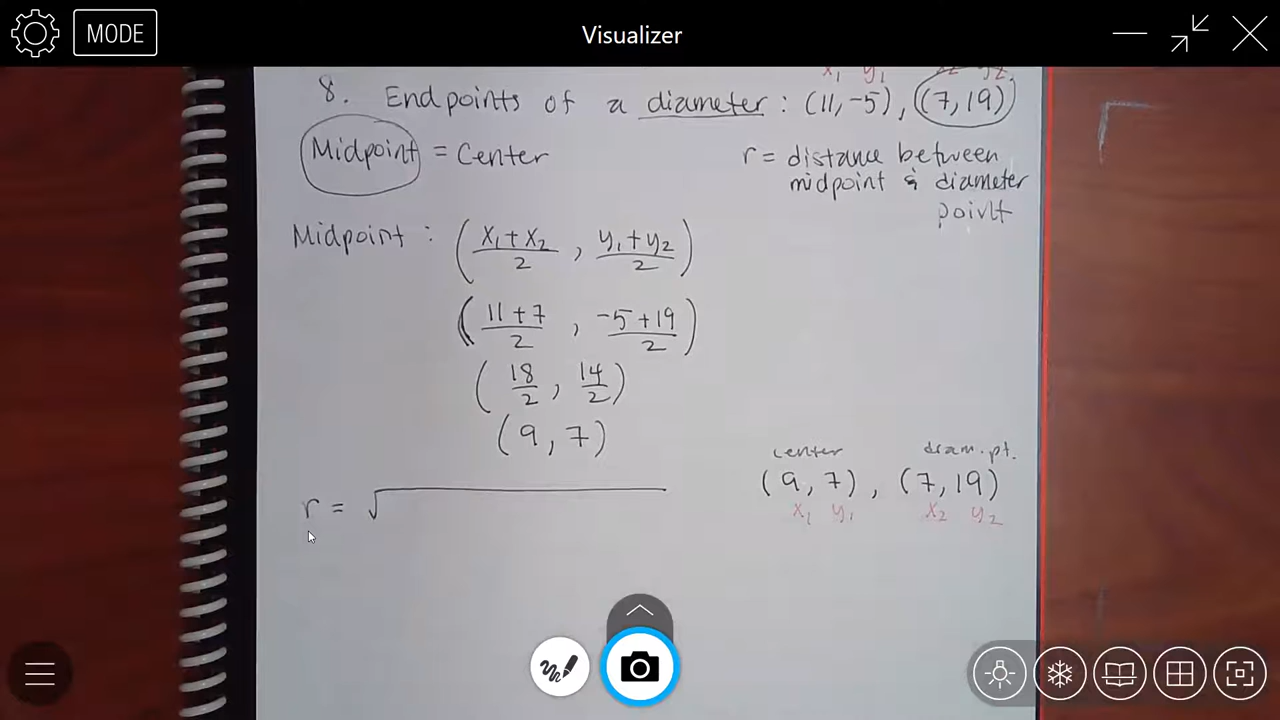 MODE
Visualizer
x₁ y₁ x₂ y₂
8. Endpoints of a diameter : (11, -5), (7, 19)
Midpoint = Center
r = distance between
midpoint & diameter
point
Midpoint : (x₁ + x₂ / 2 , y₁ + y₂ / 2)
(11 + 7 / 2 , -5 + 19 / 2)
(18/2 , 14/2)
(9, 7)
center diam. pt.
(9, 7) , (7, 19)
x₁ y₁ x₂ y₂
r = √